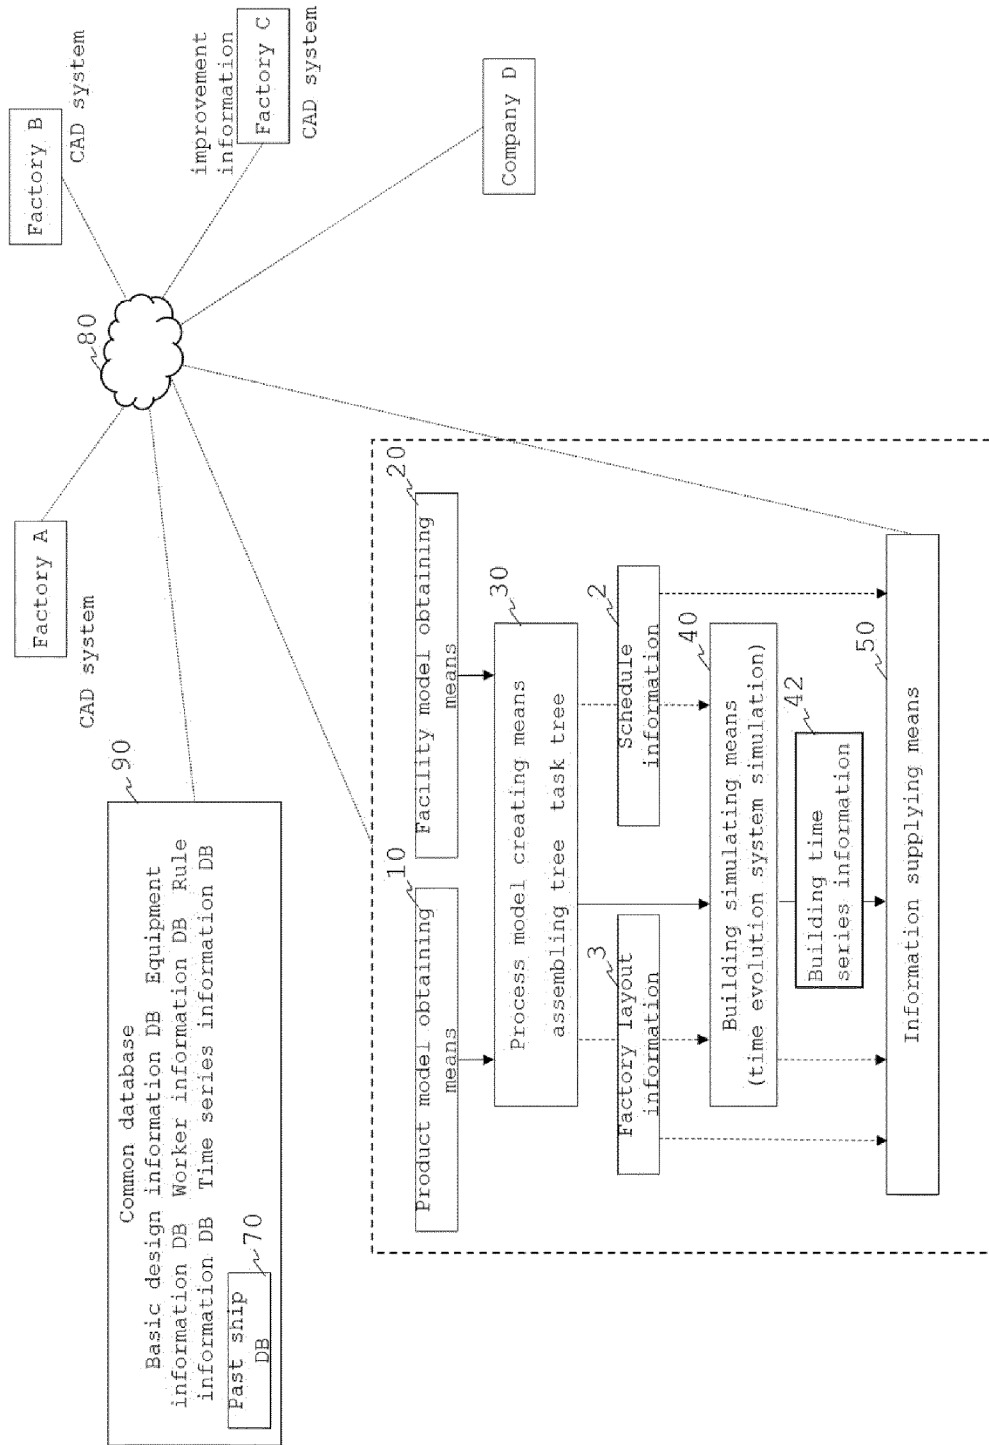 Common database
Basic design information DB Equipment
information DB Worker information DB Rule
information DB Time series information DB
Past ship
DB
70
90
Factory A
CAD system
80
Factory B
CAD system
improvement
information
Factory C
CAD system
Company D
10
Product model obtaining
means
20
Facility model obtaining
means
30
Process model creating means
assembling tree task tree
3
Factory layout
information
2
Schedule
information
40
Building simulating means
(time evolution system simulation)
42
Building time
series information
50
Information supplying means